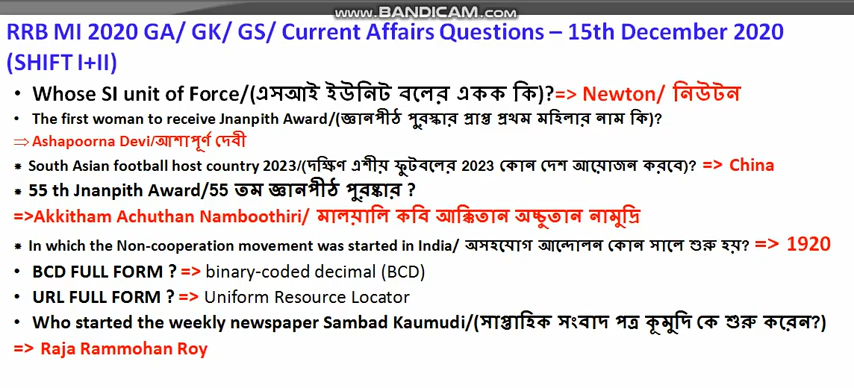 WWW.BANDICAM.COM
RRB MI 2020 GA/ GK/ GS/ Current Affairs Questions – 15th December 2020
(SHIFT I+II)
• Whose SI unit of Force/(এসআই ইউনিট বলের একক কি)?=> Newton/ নিউটন
• The first woman to receive Jnanpith Award/(জ্ঞানপীঠ পুরস্কার প্রাপ্ত প্রথম মহিলার নাম কি)?
⇒ Ashapoorna Devi/আশাপূর্ণ দেবী
* South Asian football host country 2023/(দক্ষিণ এশীয় ফুটবলের 2023 কোন দেশ আয়োজন করবে)? => China
* 55 th Jnanpith Award/55 তম জ্ঞানপীঠ পুরষ্কার ?
=>Akkitham Achuthan Namboothiri/ মালয়ালি কবি আক্কিতান অচ্চুতান নামুদ্রি
* In which the Non-cooperation movement was started in India/ অসহযোগ আন্দোলন কোন সালে শুরু হয়? => 1920
• BCD FULL FORM ? => binary-coded decimal (BCD)
• URL FULL FORM ? => Uniform Resource Locator
• Who started the weekly newspaper Sambad Kaumudi/(সাপ্তাহিক সংবাদ পত্র কূমুদি কে শুরু করেন?)
=> Raja Rammohan Roy